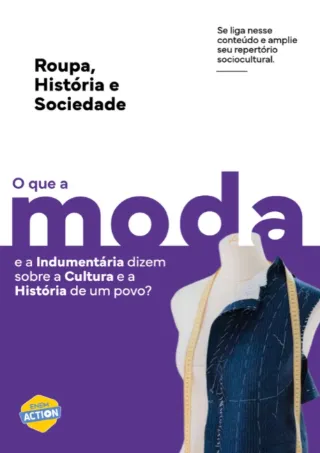 Se liga nesse
conteúdo e amplie
seu repertório
sociocultural.
Roupa,
História e
Sociedade
O que a
moda
e a Indumentária dizem
sobre a Cultura e a
História de um povo?
ENEM
ACTION